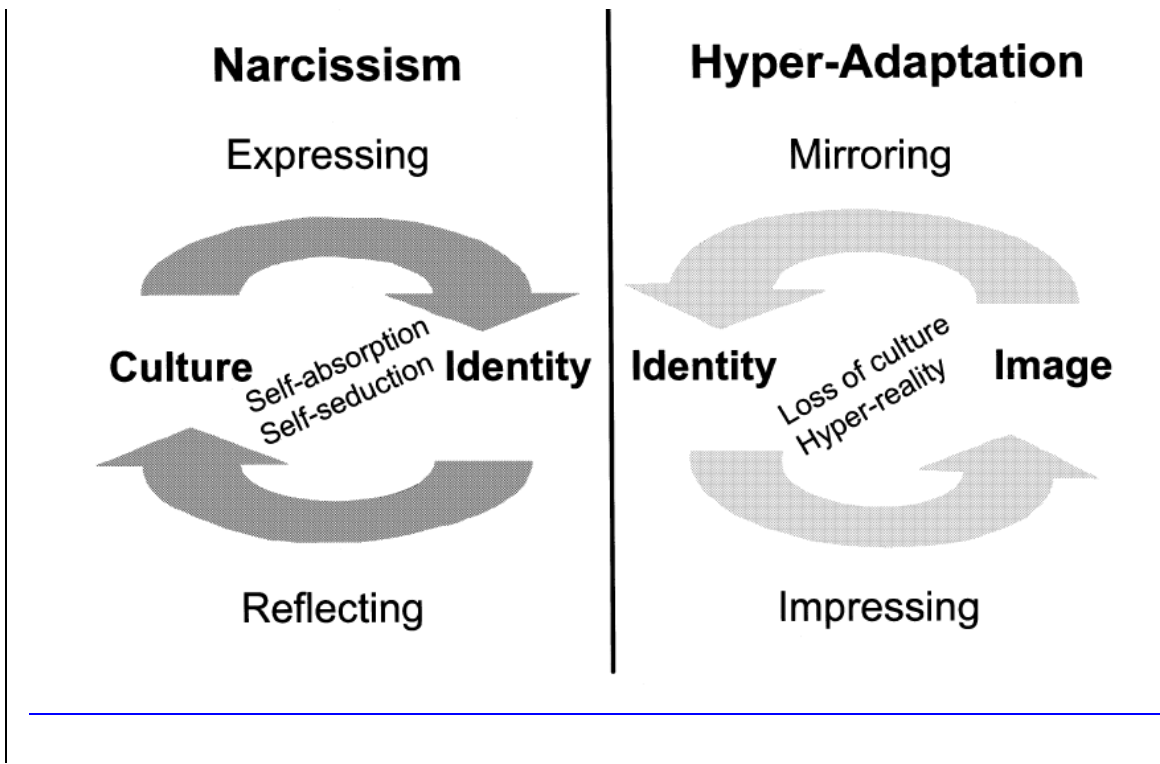 Narcissism
Expressing
Culture
Self-absorption
Self-seduction
Identity
Reflecting
Hyper-Adaptation
Mirroring
Identity
Loss of culture
Hyper-reality
Image
Impressing